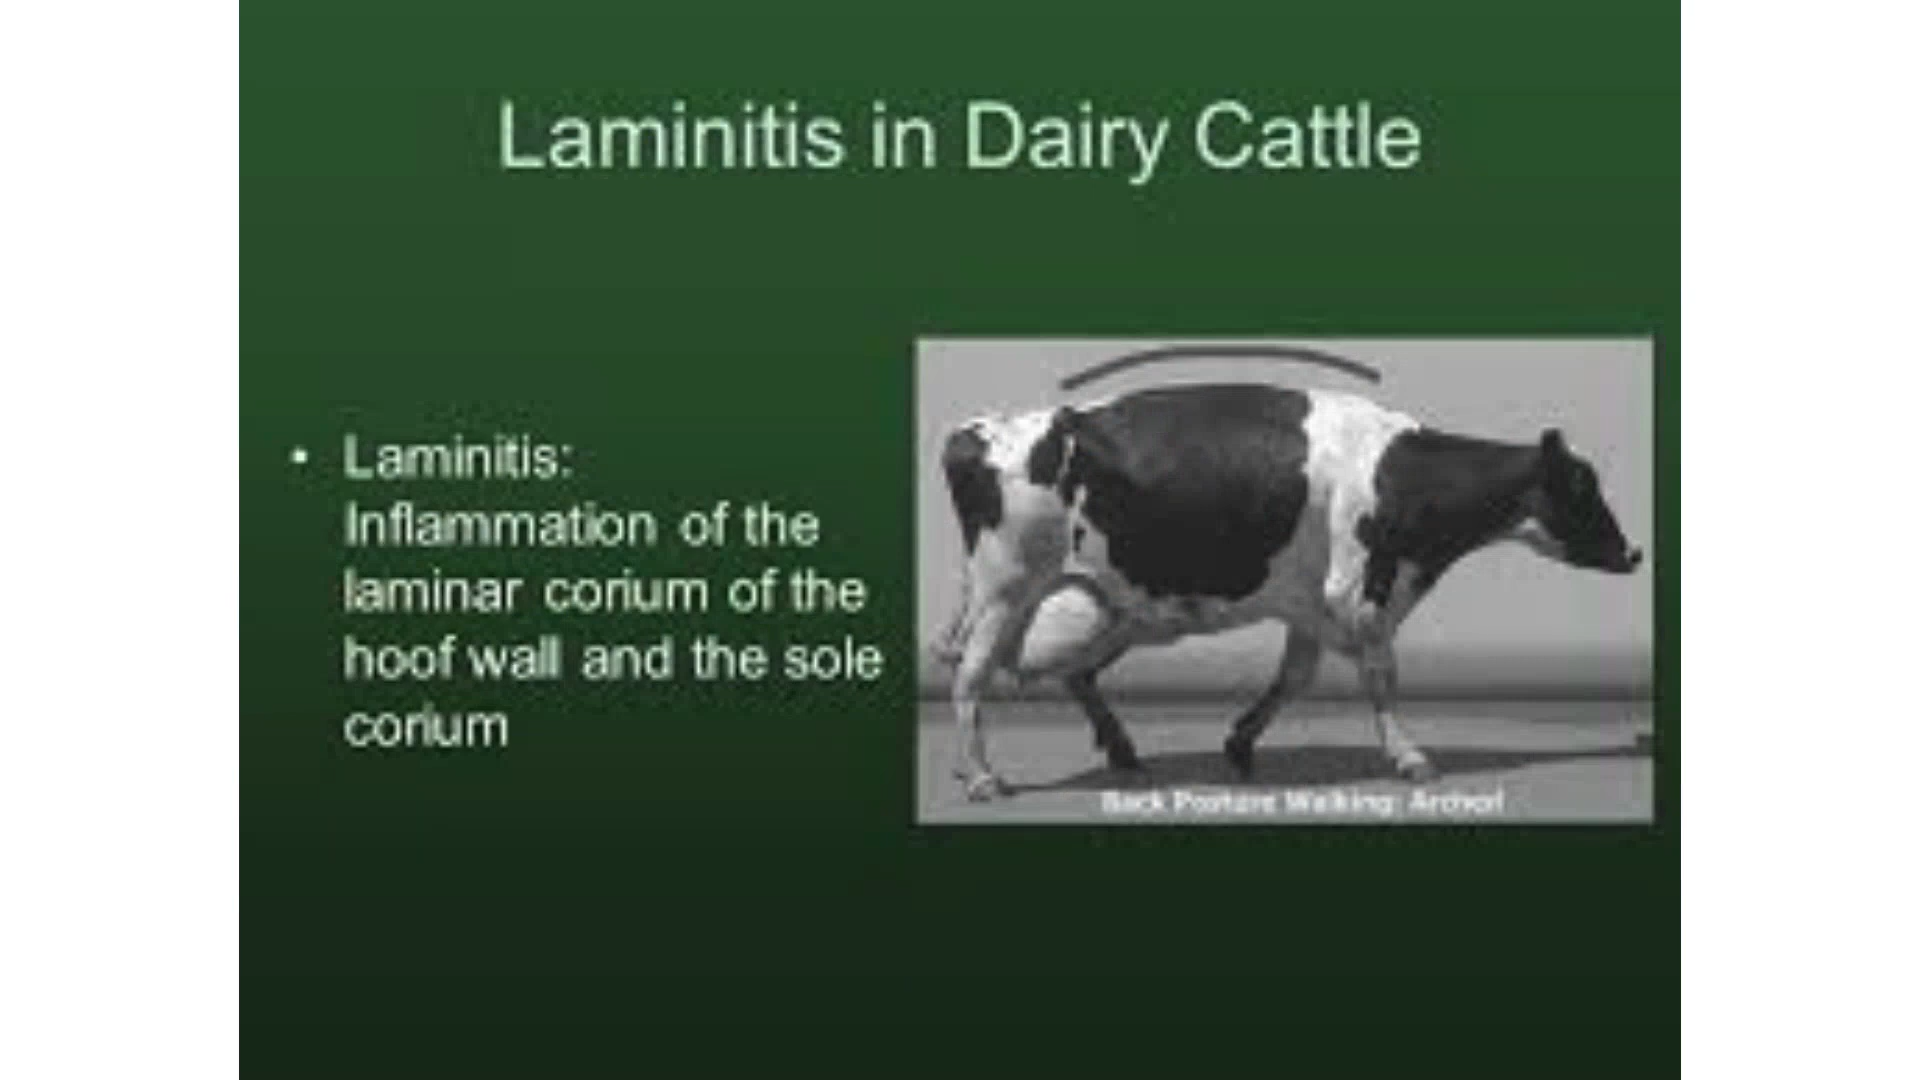 Laminitis in Dairy Cattle
• Laminitis:
Inflammation of the
laminar corium of the
hoof wall and the sole
corium
Back Posture Walking: Arched